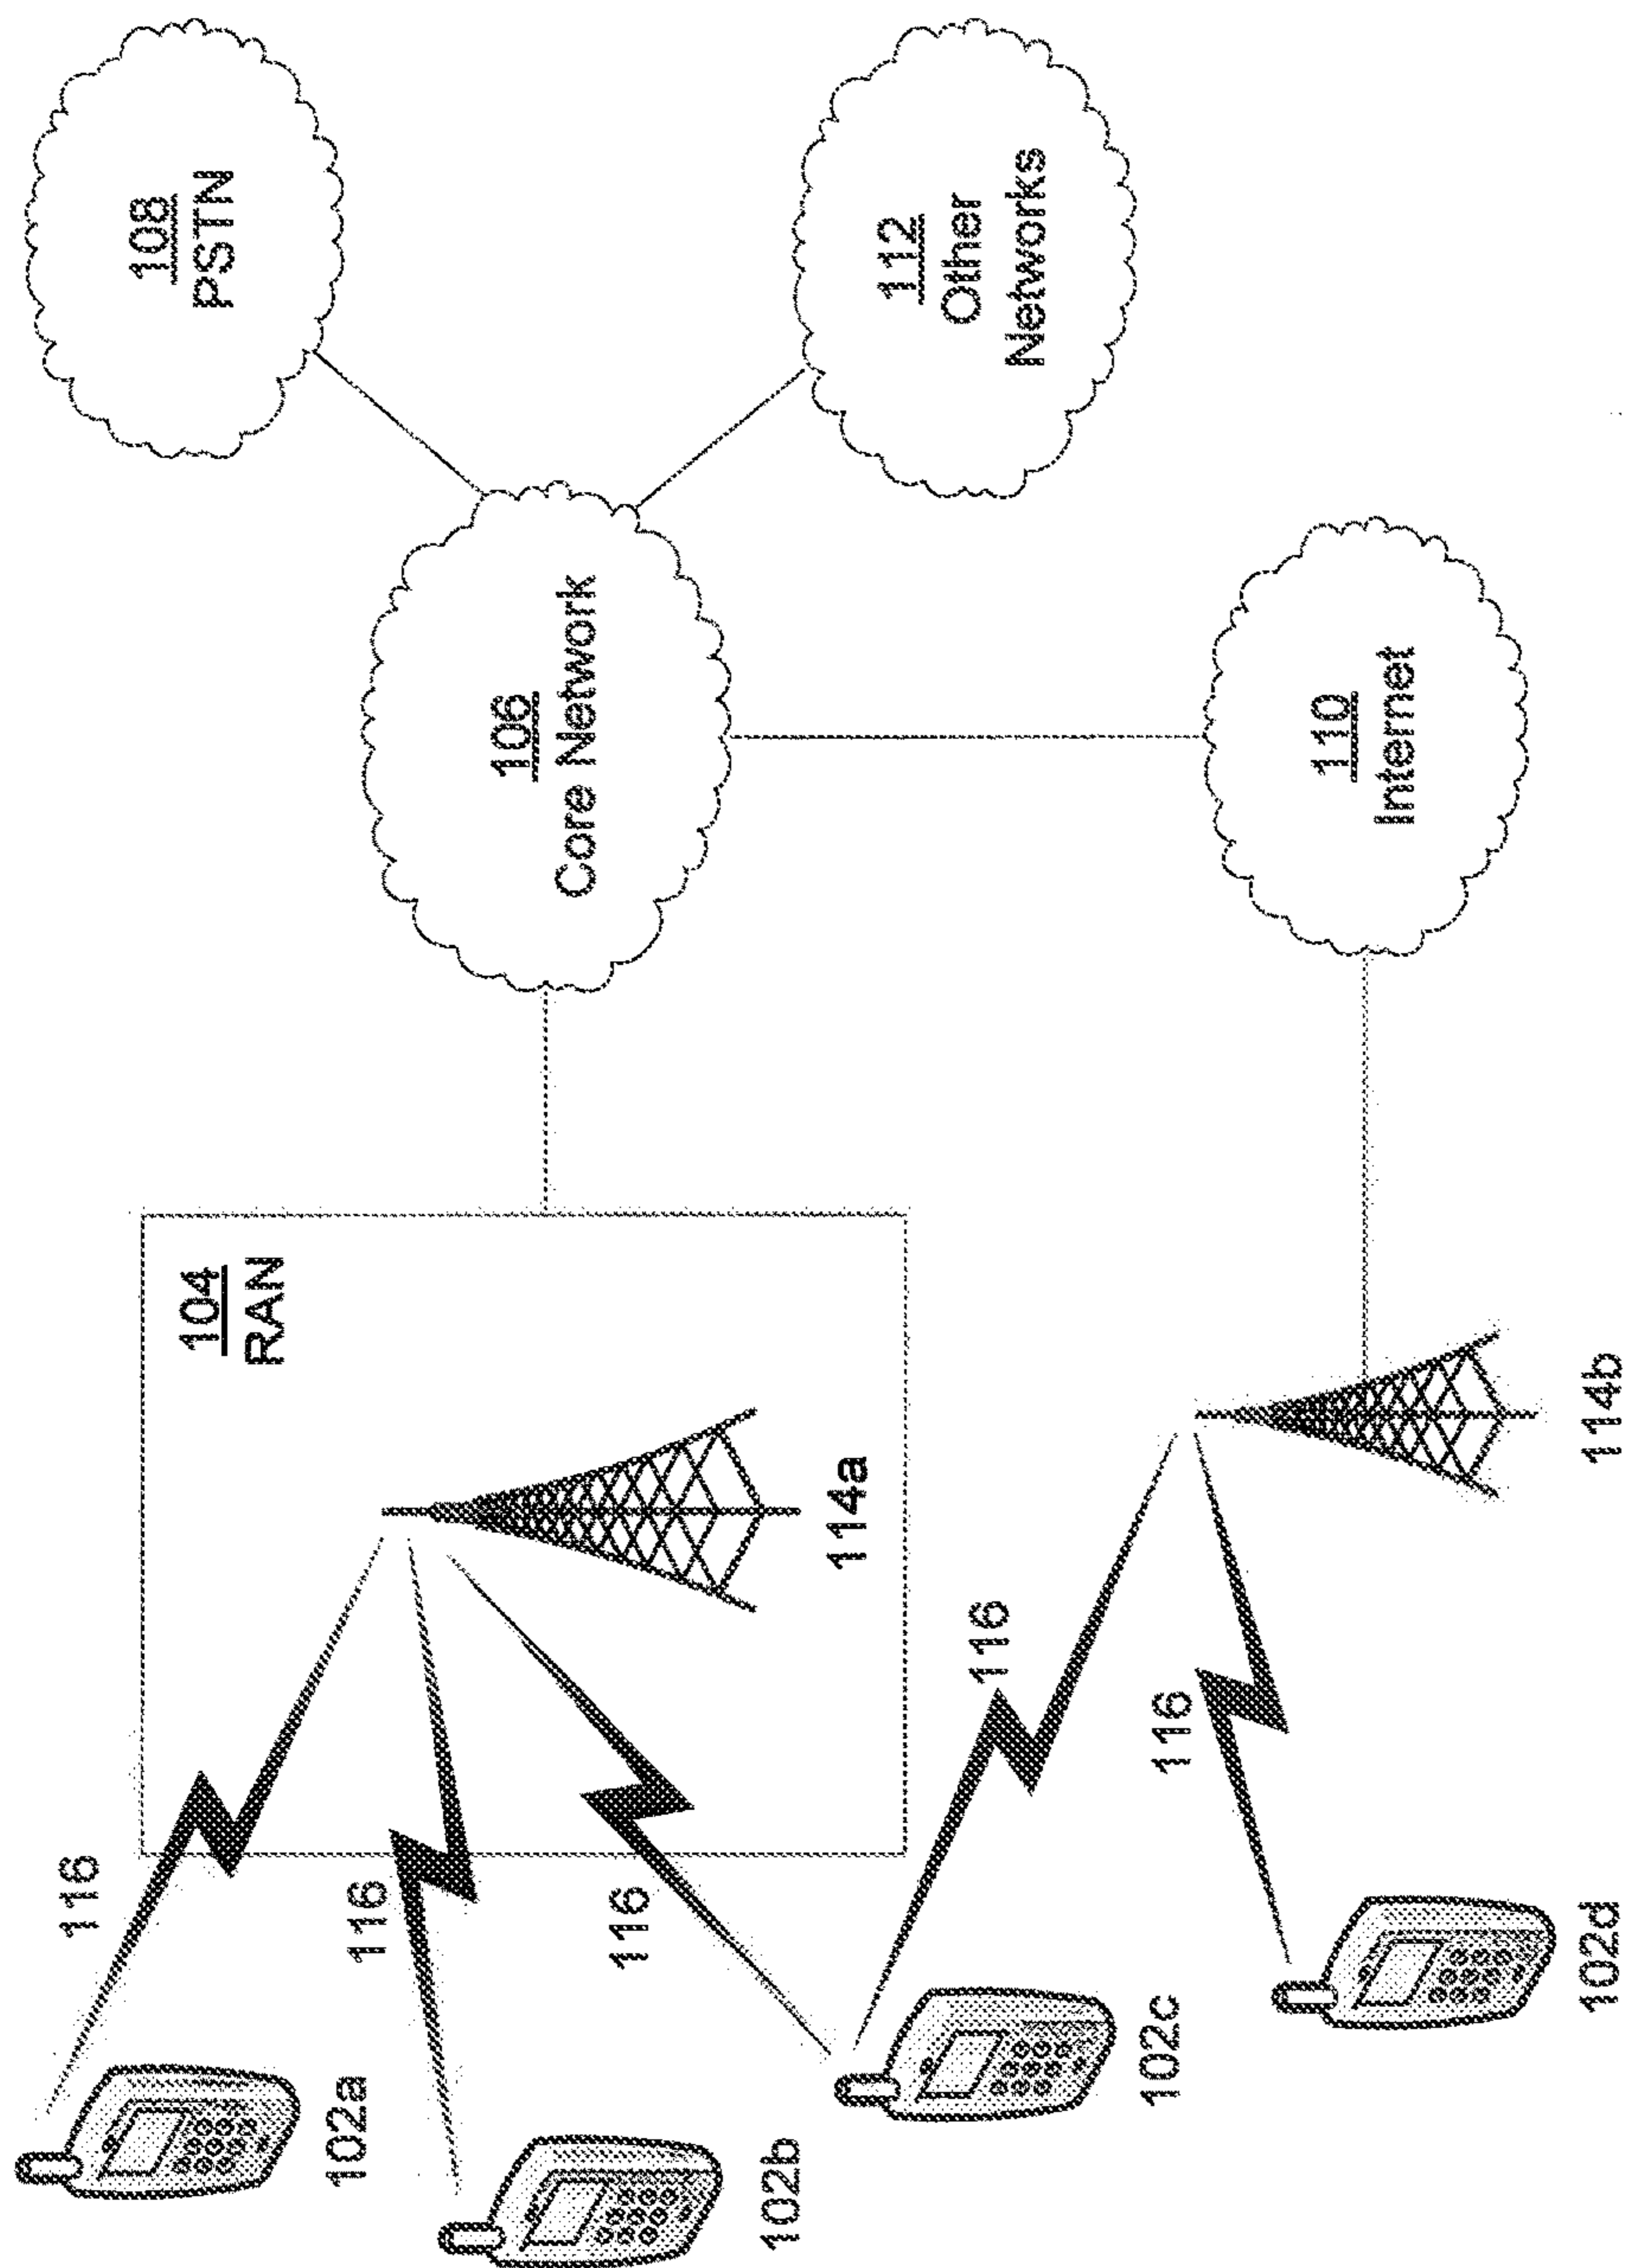 116
102a
116
102b
116
104
RAN
114a
106
Core Network
108
PSTN
112
Other
Networks
102c
116
116
102d
114b
110
Internet